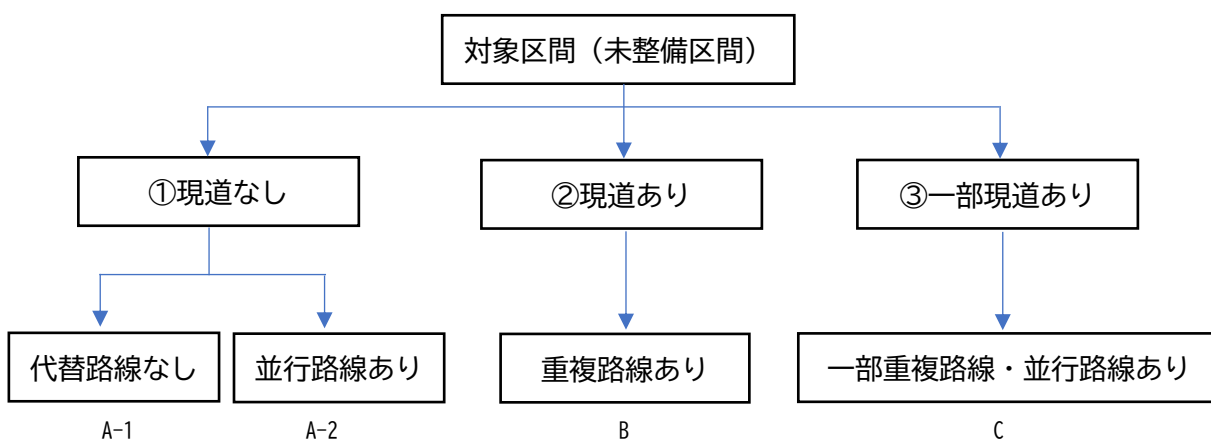 対象区間（未整備区間）
①現道なし
②現道あり
③一部現道あり
代替路線なし
並行路線あり
重複路線あり
一部重複路線・並行路線あり
A-1
A-2
B
C